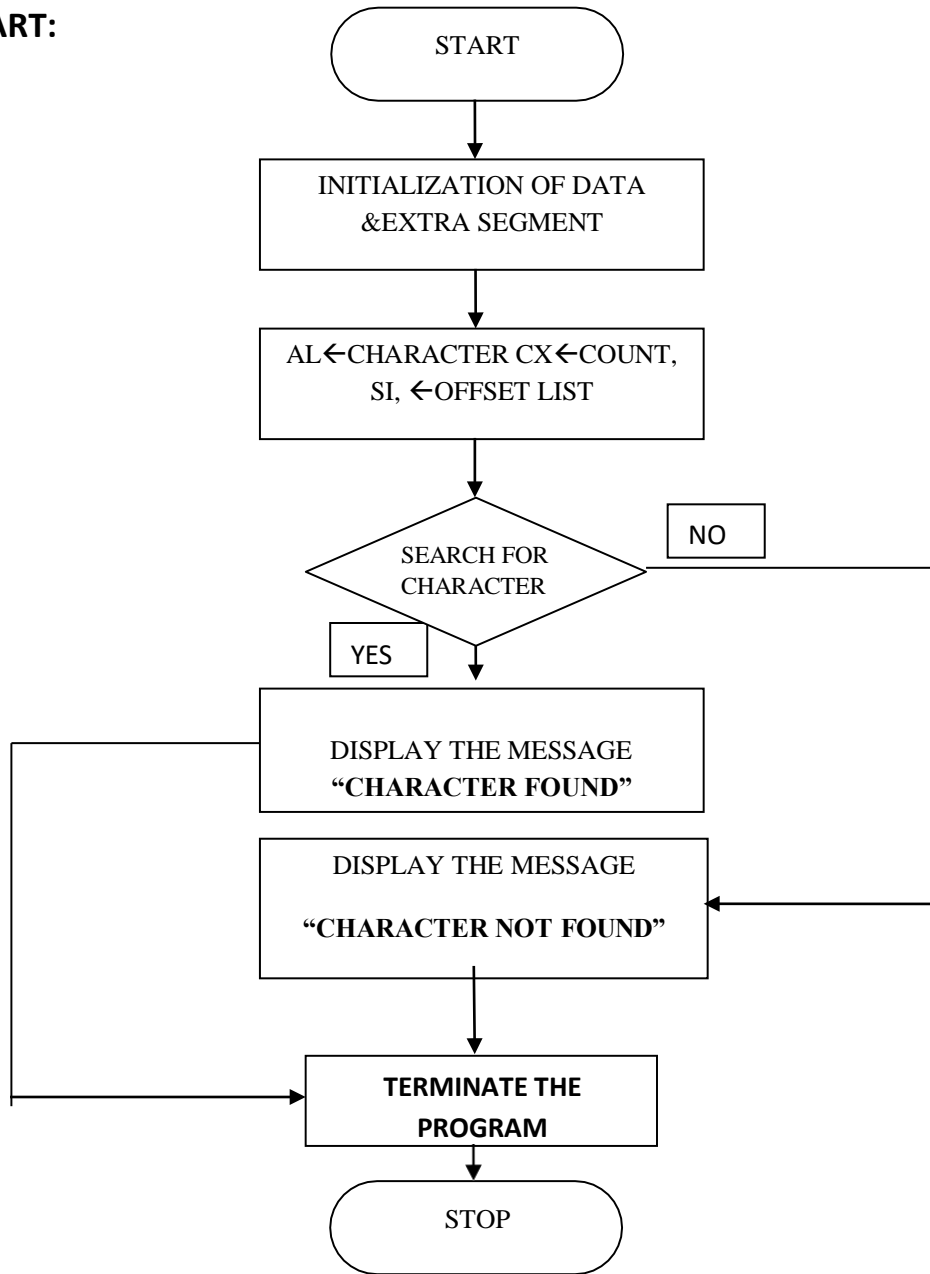 ART:
START
INITIALIZATION OF DATA
&EXTRA SEGMENT
AL←CHARACTER CX←COUNT,
SI, ←OFFSET LIST
SEARCH FOR
CHARACTER
NO
YES
DISPLAY THE MESSAGE
“CHARACTER FOUND”
DISPLAY THE MESSAGE
“CHARACTER NOT FOUND”
TERMINATE THE
PROGRAM
STOP